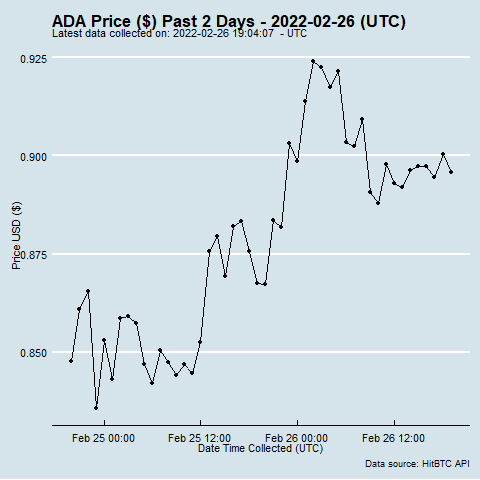 ADA Price ($) Past 2 Days - 2022-02-26 (UTC)
Latest data collected on: 2022-02-26 19:04:07  - UTC
0.925
0.900
0.875
0.850
Price USD ($)
Feb 25 00:00 Feb 25 12:00 Feb 26 00:00 Feb 26 12:00
Date Time Collected (UTC)
Data source: HitBTC API